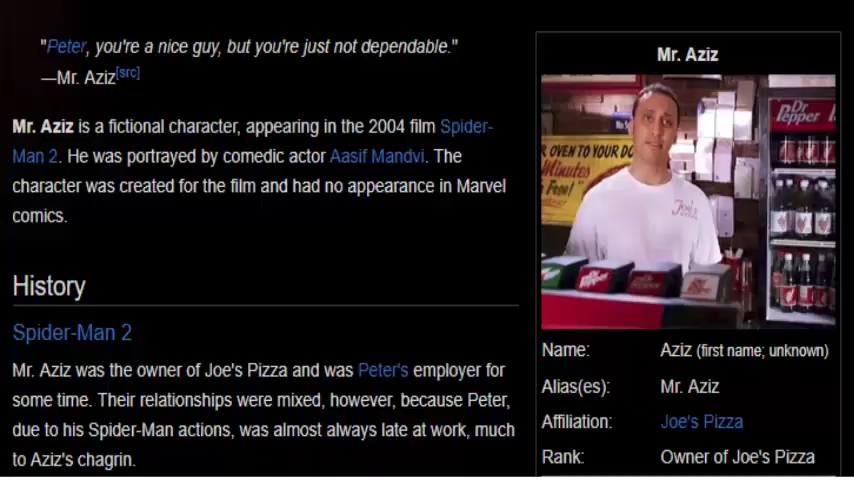 "Peter, you're a nice guy, but you're just not dependable."
—Mr. Aziz[src]
Mr. Aziz is a fictional character, appearing in the 2004 film Spider-
Man 2. He was portrayed by comedic actor Aasif Mandvi. The
character was created for the film and had no appearance in Marvel
comics.
History
Spider-Man 2
Mr. Aziz was the owner of Joe's Pizza and was Peter's employer for
some time. Their relationships were mixed, however, because Peter,
due to his Spider-Man actions, was almost always late at work, much
to Aziz's chagrin.
Mr. Aziz
OVEN TO YOUR DO
Minutes
Free!
Joe's
Dr Pepper
Dr Pepper
Name: Aziz (first name; unknown)
Alias(es): Mr. Aziz
Affiliation: Joe's Pizza
Rank: Owner of Joe's Pizza